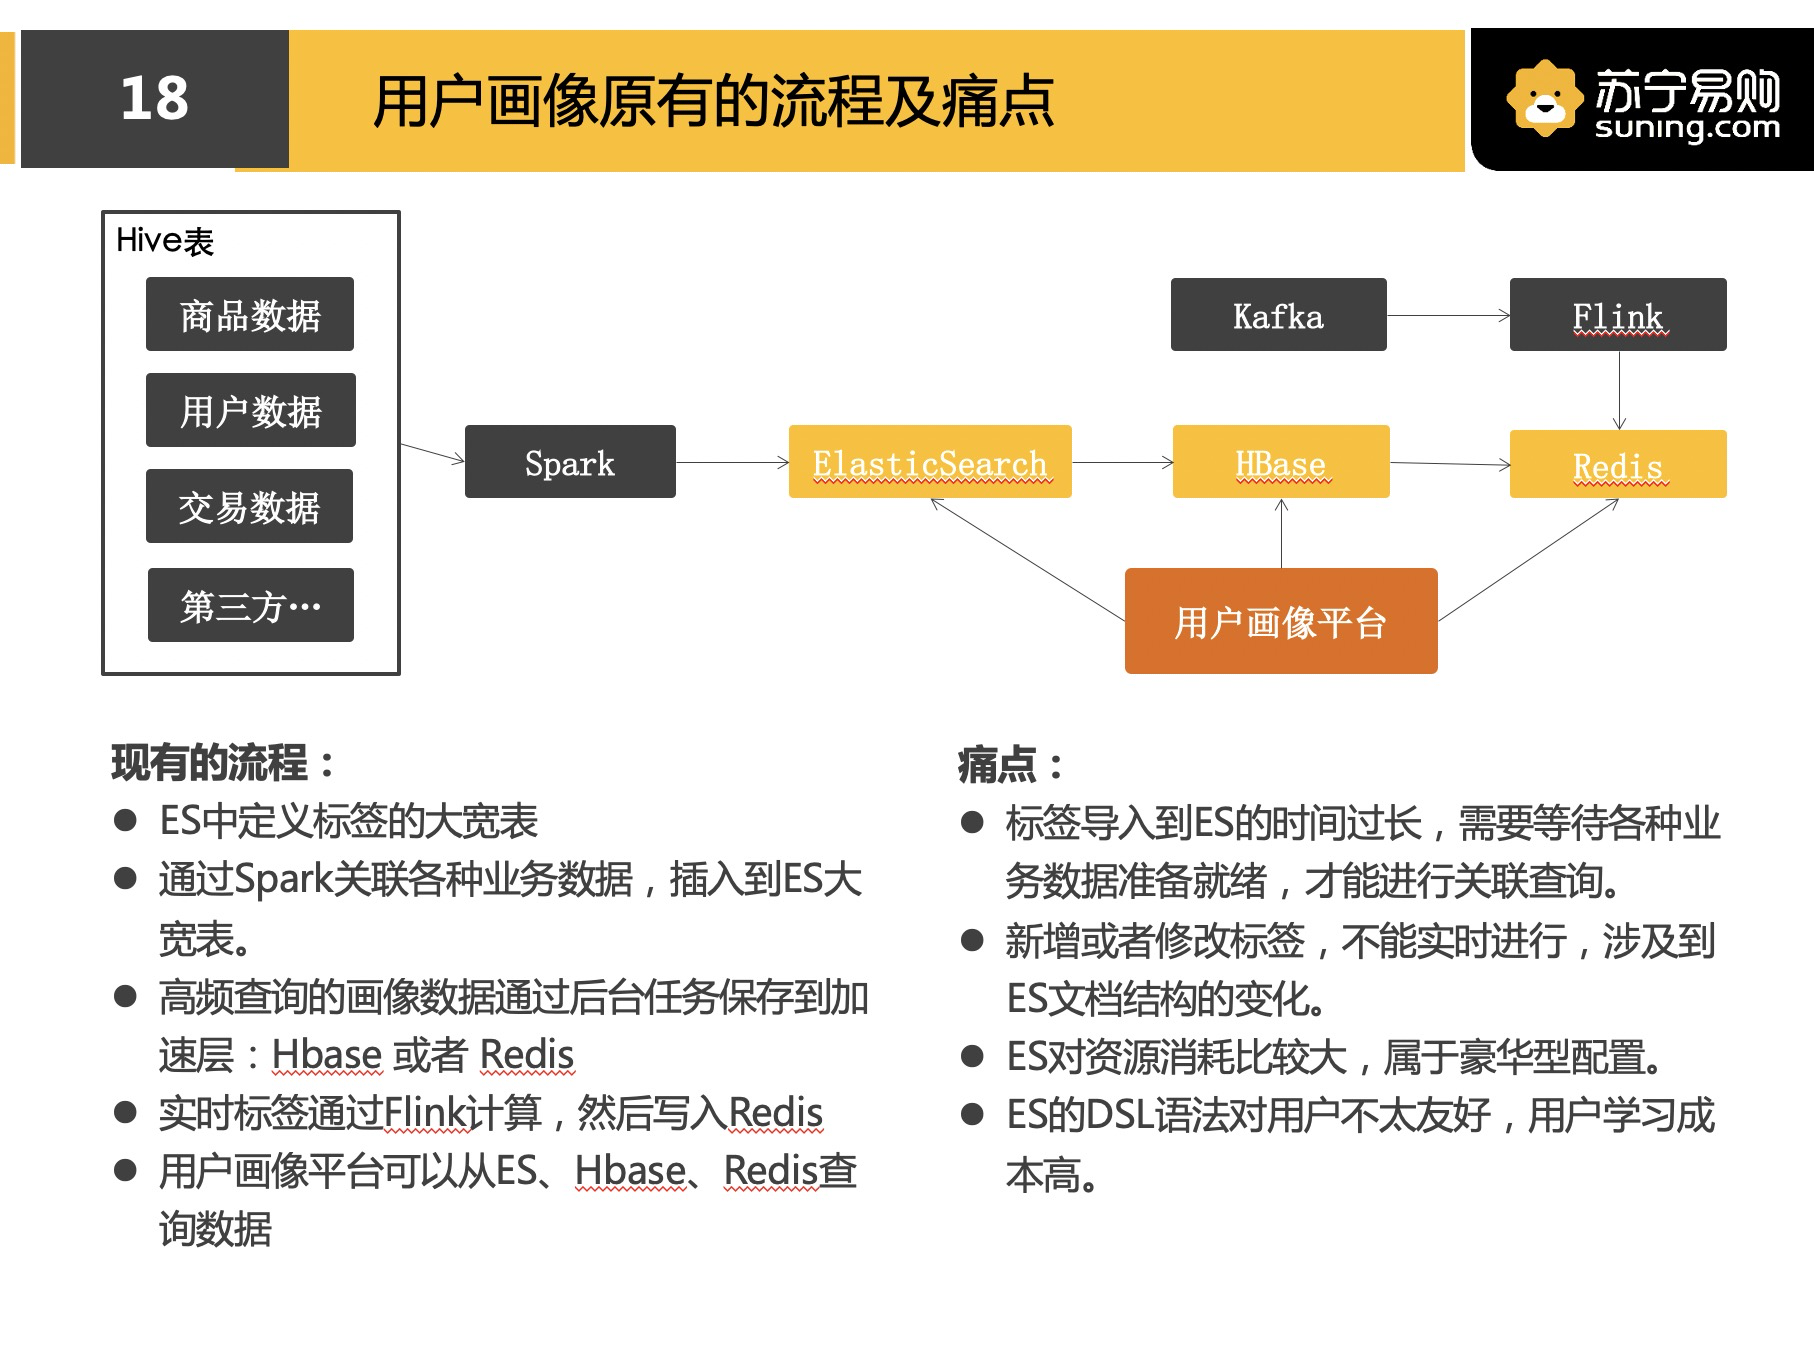 18
用户画像原有的流程及痛点
苏宁易购
suning.com
Hive表
商品数据
用户数据
交易数据
第三方…
Spark
ElasticSearch
HBase
Redis
Kafka
Flink
用户画像平台
现有的流程：
● ES中定义标签的大宽表
● 通过Spark关联各种业务数据，插入到ES大
宽表。
● 高频查询的画像数据通过后台任务保存到加
速层：Hbase 或者 Redis
● 实时标签通过Flink计算，然后写入Redis
● 用户画像平台可以从ES、Hbase、Redis查
询数据
痛点：
● 标签导入到ES的时间过长，需要等待各种业
务数据准备就绪，才能进行关联查询。
● 新增或者修改标签，不能实时进行，涉及到
ES文档结构的变化。
● ES对资源消耗比较大，属于豪华型配置。
● ES的DSL语法对用户不太友好，用户学习成
本高。